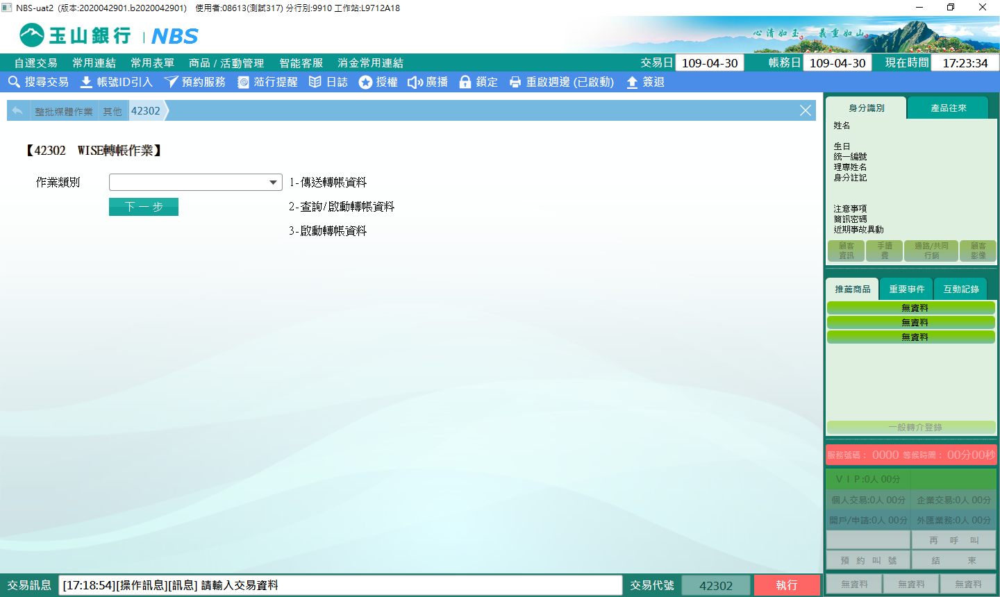 NBS-uat2 (版本:2020042901.b2020042901) 使用者:08613(測試317) 分行別:9910 工作站:L9712A18
玉山銀行 | NBS
心清如玉。義重如山。
自選交易 常用連結 常用表單 商品 / 活動管理 智能客服 消金常用連結 交易日 109-04-30 帳務日 109-04-30 現在時間 17:23:34
搜尋交易 帳號ID引入 預約服務 蒞行提醒 日誌 授權 廣播 鎖定 重啟週邊 (已啟動) 簽退
整批媒體作業 其他 42302
【42302 WISE轉帳作業】
作業類別 1-傳送轉帳資料
下一步 2-查詢/啟動轉帳資料
3-啟動轉帳資料
身分識別 產品往來
姓名
生日
統一編號
理專姓名
身分註記
注意事項
簡訊密碼
近期事故異動
顧客資訊 手續費 通路/共同行銷 顧客影像
推薦商品 重要事件 互動記錄
無資料
無資料
無資料
一般轉介登錄
服務號碼： 0000 等候時間： 00分00秒
ＶＩＰ:0人 00分
個人交易:0人 00分 企業交易:0人 00分
開戶/申請:0人 00分 外匯業務:0人 00分
再 呼 叫
預 約 叫 號 結 束
無資料 無資料 無資料
交易訊息 [17:18:54][操作訊息][訊息] 請輸入交易資料 交易代號 42302 執行